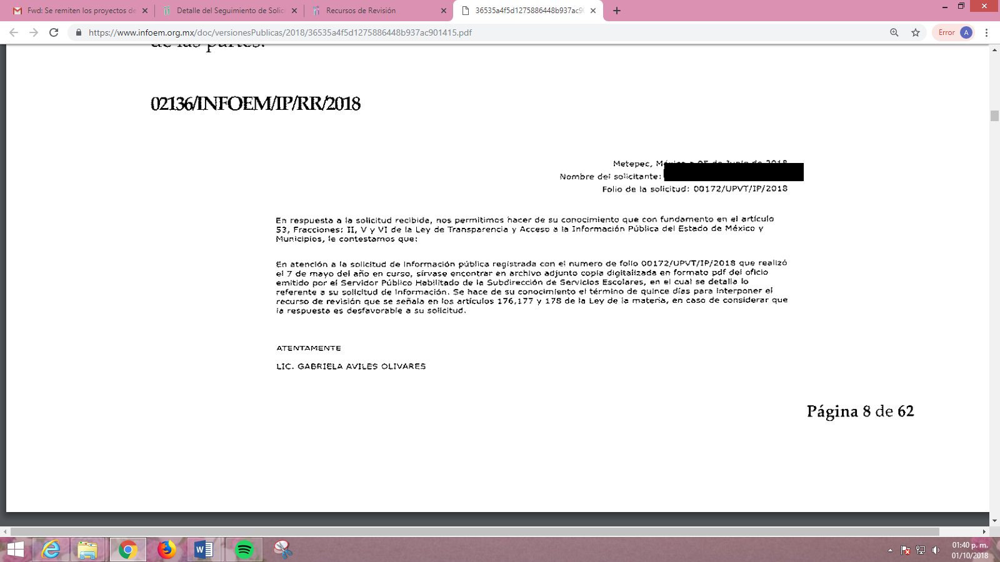 Fwd: Se remiten los proyectos de
Detalle del Seguimiento de Solic
Recursos de Revisión
36535a4f5d1275886448b937ac90
https://www.infoem.org.mx/doc/versionesPublicas/2018/36535a4f5d1275886448b937ac901415.pdf
Error
A
de las partes.
02136/INFOEM/IP/RR/2018
Metepec, México a 05 de Junio de 2018
Nombre del solicitante:
Folio de la solicitud: 00172/UPVT/IP/2018
En respuesta a la solicitud recibida, nos permitimos hacer de su conocimiento que con fundamento en el artículo
53, Fracciones: II, V y VI de la Ley de Transparencia y Acceso a la Información Pública del Estado de México y
Municipios, le contestamos que:
En atención a la solicitud de información pública registrada con el numero de folio 00172/UPVT/IP/2018 que realizó
el 7 de mayo del año en curso, sírvase encontrar en archivo adjunto copia digitalizada en formato pdf del oficio
emitido por el Servidor Público Habilitado de la Subdirección de Servicios Escolares, en el cual se detalla lo
referente a su solicitud de información. Se hace de su conocimiento el término de quince días para interponer el
recurso de revisión que se señala en los artículos 176,177 y 178 de la Ley de la materia, en caso de considerar que
la respuesta es desfavorable a su solicitud.
ATENTAMENTE
LIC. GABRIELA AVILES OLIVARES
Página 8 de 62
01:40 p. m.
01/10/2018